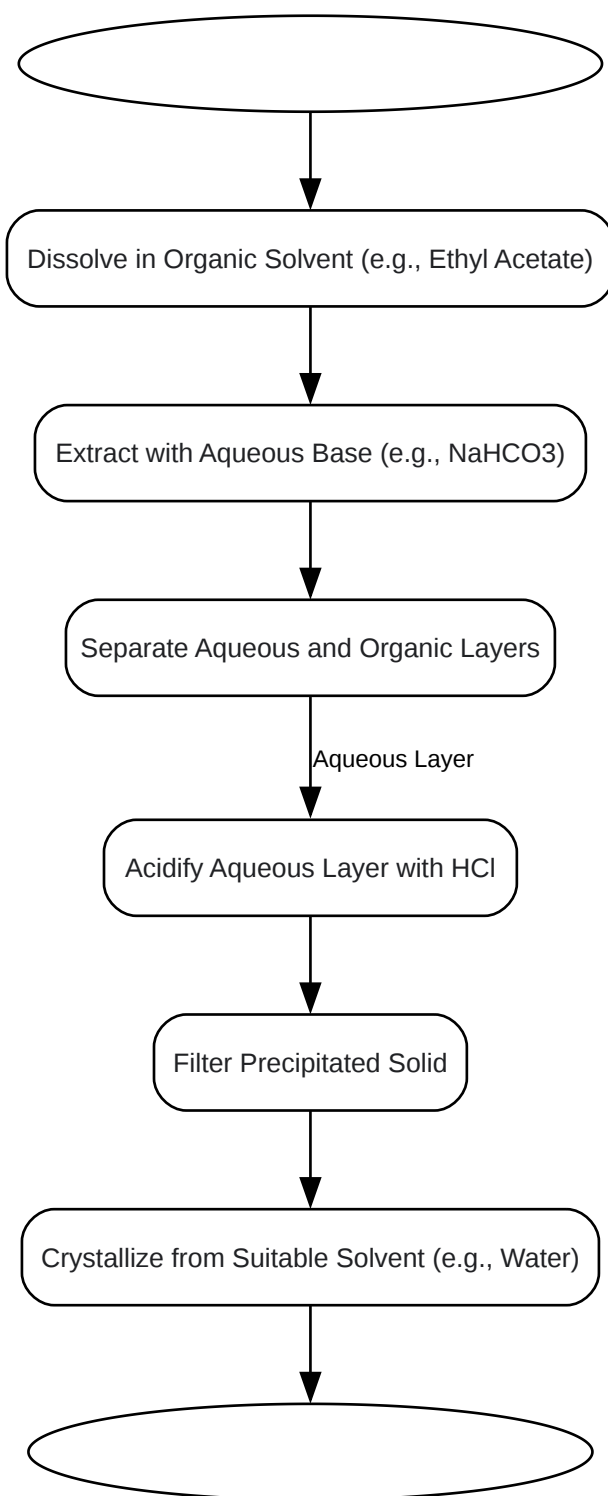 Dissolve in Organic Solvent (e.g., Ethyl Acetate)
Extract with Aqueous Base (e.g., NaHCO3)
Separate Aqueous and Organic Layers
Aqueous Layer
Acidify Aqueous Layer with HCl
Filter Precipitated Solid
Crystallize from Suitable Solvent (e.g., Water)